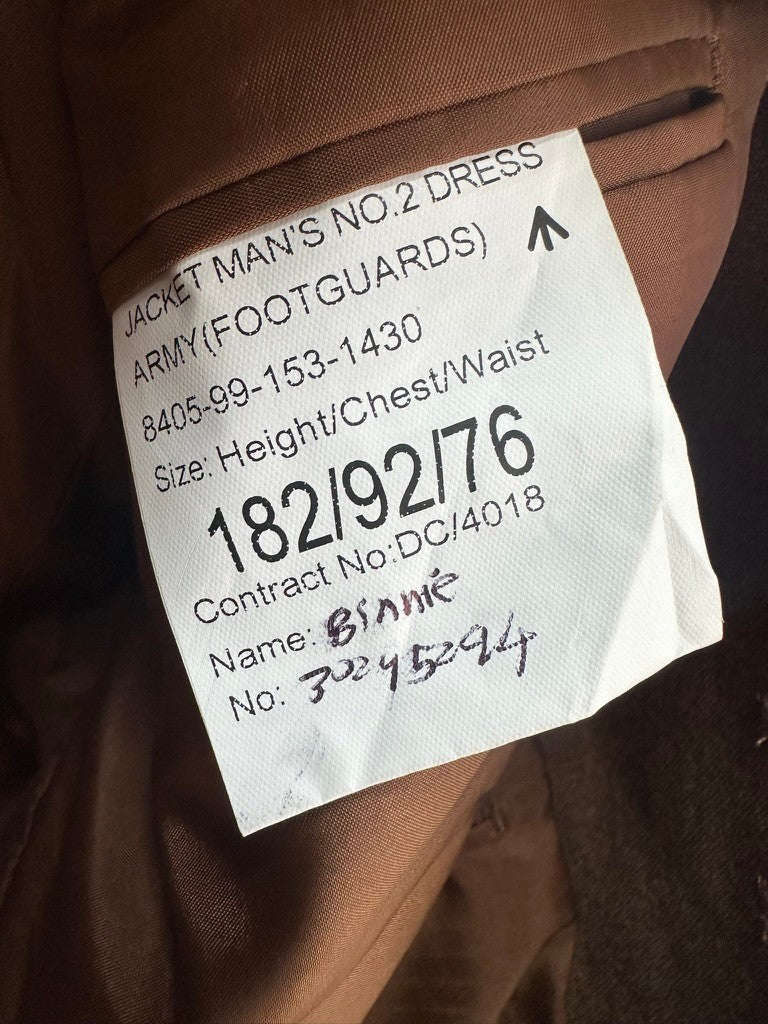 JACKET MAN'S NO.2 DRESS
ARMY(FOOTGUARDS)
8405-99-153-1430
Size: Height/Chest/Waist
182/92/76
Contract No:DC/4018
Name: Binnie
No: 30245294